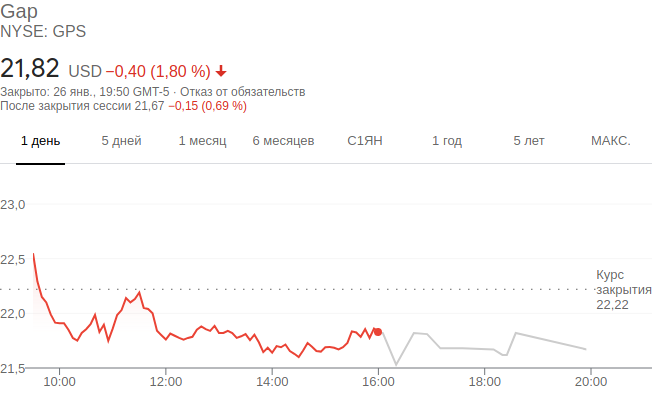 Gap
NYSE: GPS
21,82 USD −0,40 (1,80 %)
Закрыто: 26 янв., 19:50 GMT-5 · Отказ от обязательств
После закрытия сессии 21,67 −0,15 (0,69 %)
1 день 5 дней 1 месяц 6 месяцев С1ЯН 1 год 5 лет МАКС.
23,0
22,5
Курс
закрытия
22,22
22,0
21,5
10:00 12:00 14:00 16:00 18:00 20:00